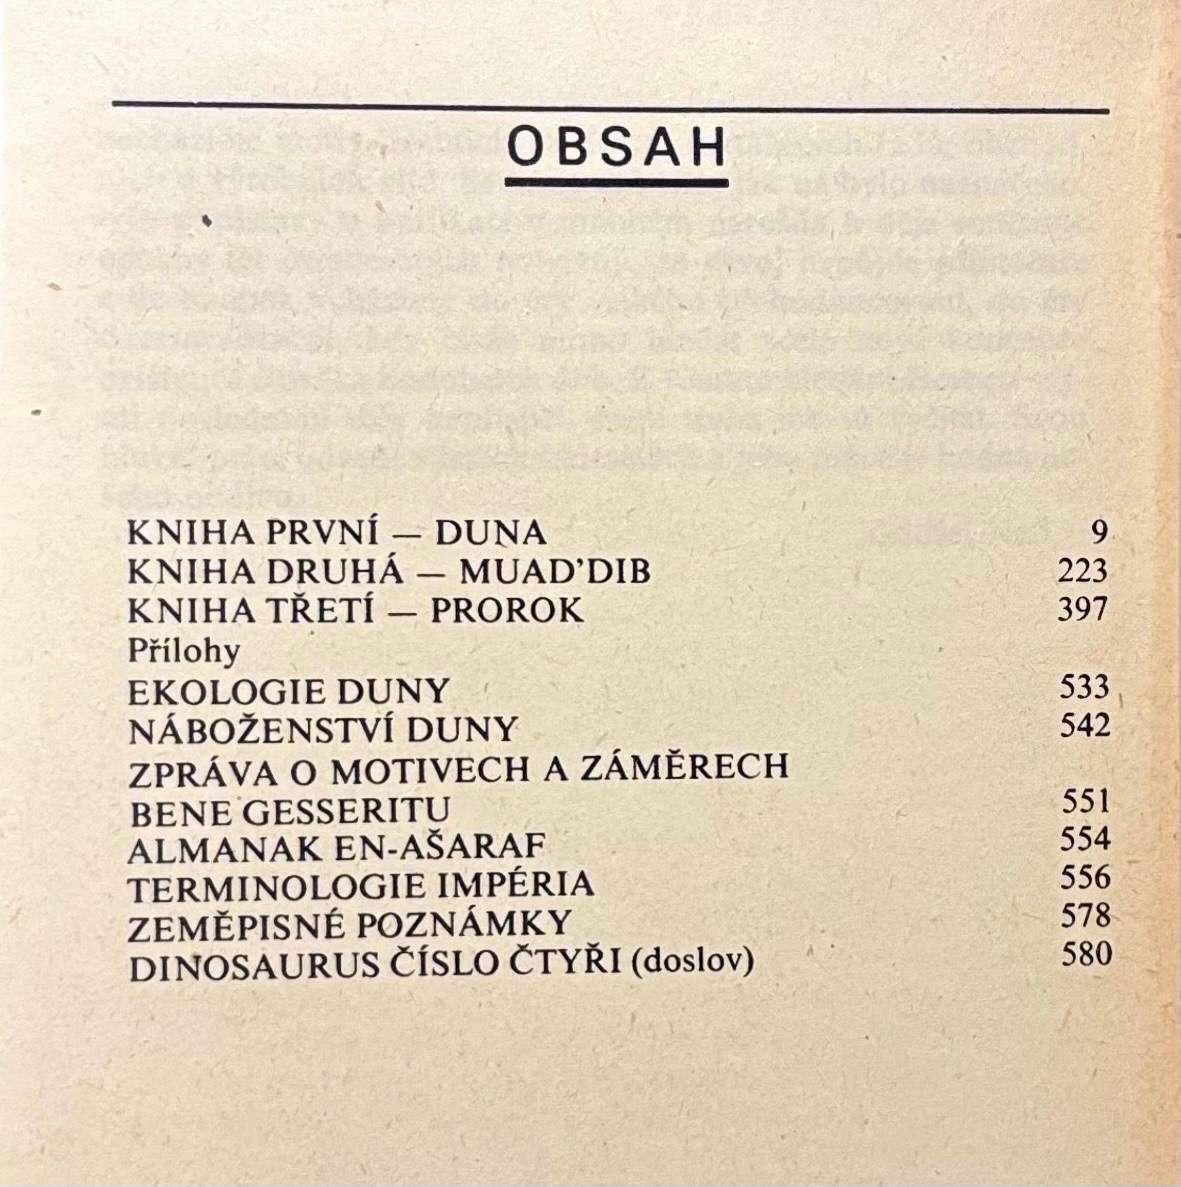 OBSAH
KNIHA PRVNÍ — DUNA 9
KNIHA DRUHÁ — MUAD'DIB 223
KNIHA TŘETÍ — PROROK 397
Přílohy
EKOLOGIE DUNY 533
NÁBOŽENSTVÍ DUNY 542
ZPRÁVA O MOTIVECH A ZÁMĚRECH
BENE GESSERITU 551
ALMANAK EN-AŠARAF 554
TERMINOLOGIE IMPÉRIA 556
ZEMĚPISNÉ POZNÁMKY 578
DINOSAURUS ČÍSLO ČTYŘI (doslov) 580